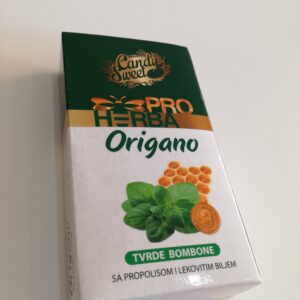 Candy
Sweet
PRO
HERBA
Origano
TVRDE BOMBONE
SA PROPOLISOM I LEKOVITIM BILJEM